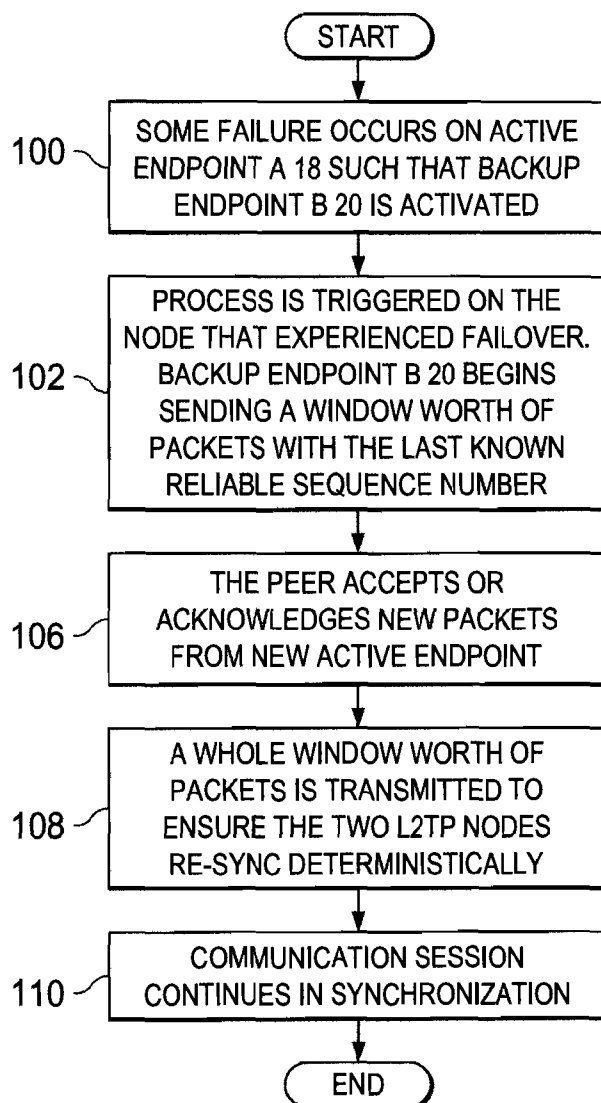 START
100
SOME FAILURE OCCURS ON ACTIVE
ENDPOINT A 18 SUCH THAT BACKUP
ENDPOINT B 20 IS ACTIVATED
102
PROCESS IS TRIGGERED ON THE
NODE THAT EXPERIENCED FAILOVER.
BACKUP ENDPOINT B 20 BEGINS
SENDING A WINDOW WORTH OF
PACKETS WITH THE LAST KNOWN
RELIABLE SEQUENCE NUMBER
106
THE PEER ACCEPTS OR
ACKNOWLEDGES NEW PACKETS
FROM NEW ACTIVE ENDPOINT
108
A WHOLE WINDOW WORTH OF
PACKETS IS TRANSMITTED TO
ENSURE THE TWO L2TP NODES
RE-SYNC DETERMINISTICALLY
110
COMMUNICATION SESSION
CONTINUES IN SYNCHRONIZATION
END